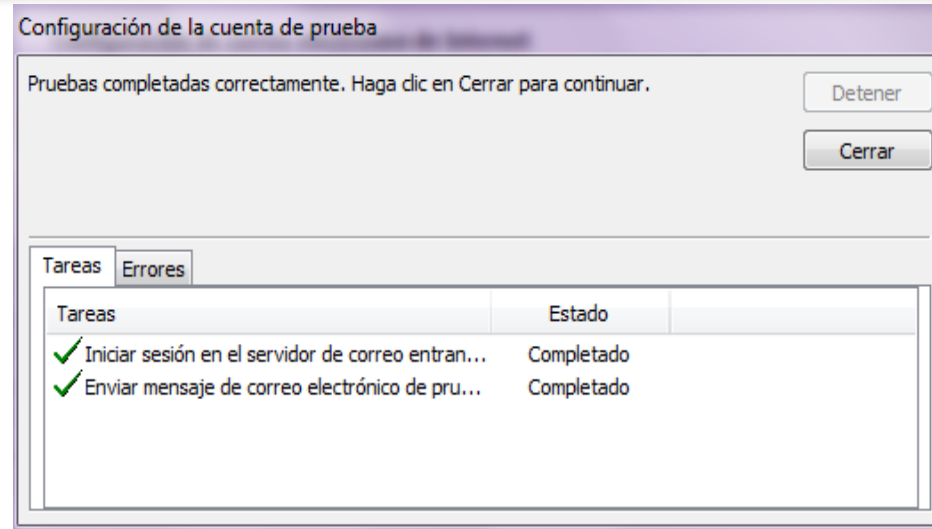 Configuración de la cuenta de prueba
Pruebas completadas correctamente. Haga clic en Cerrar para continuar.
Detener
Cerrar
Tareas Errores
Tareas Estado
Iniciar sesión en el servidor de correo entran... Completado
Enviar mensaje de correo electrónico de pru... Completado